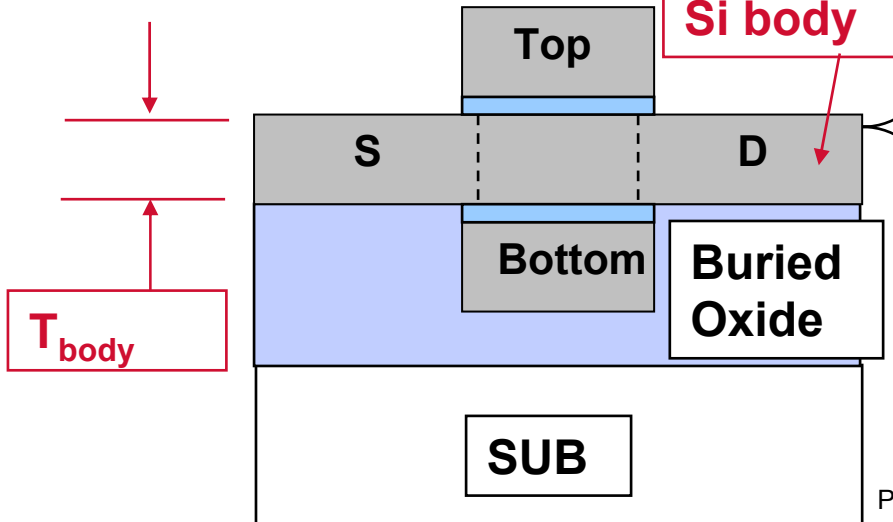 Si body
Top
S
D
Bottom
Buried
Oxide
T_body
SUB
P